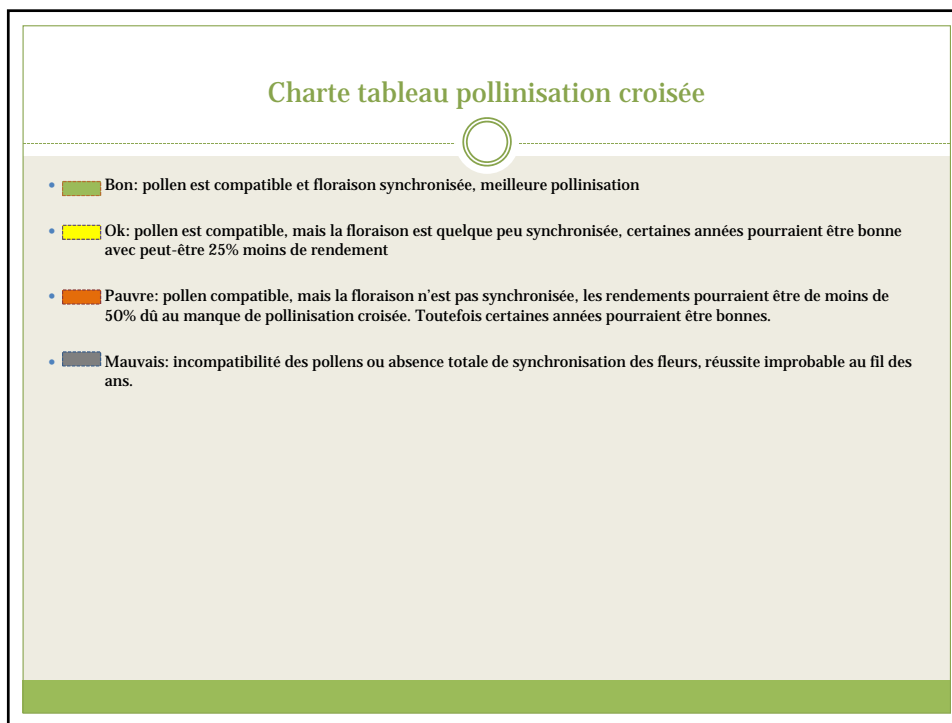 Charte tableau pollinisation croisée
Bon: pollen est compatible et floraison synchronisée, meilleure pollinisation
Ok: pollen est compatible, mais la floraison est quelque peu synchronisée, certaines années pourraient être bonne
avec peut-être 25% moins de rendement
Pauvre: pollen compatible, mais la floraison n'est pas synchronisée, les rendements pourraient être de moins de
50% dû au manque de pollinisation croisée. Toutefois certaines années pourraient être bonnes.
Mauvais: incompatibilité des pollens ou absence totale de synchronisation des fleurs, réussite improbable au fil des
ans.